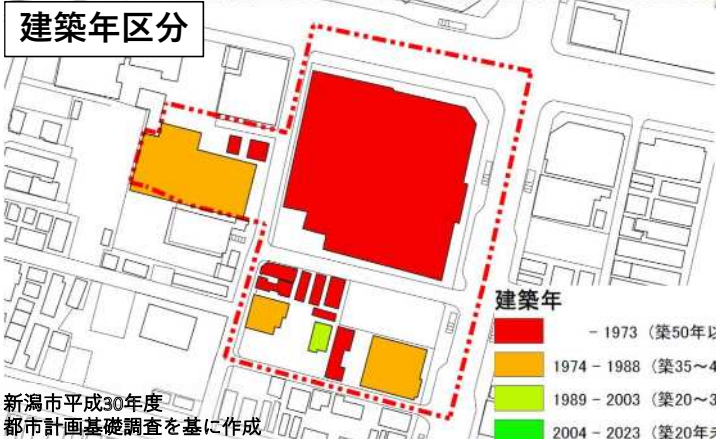 建築年区分
建築年
- 1973（築50年以
1974 - 1988（築35～4
1989 - 2003（築20～3
2004 - 2023（築20年
新潟市平成30年度
都市計画基礎調査を基に作成